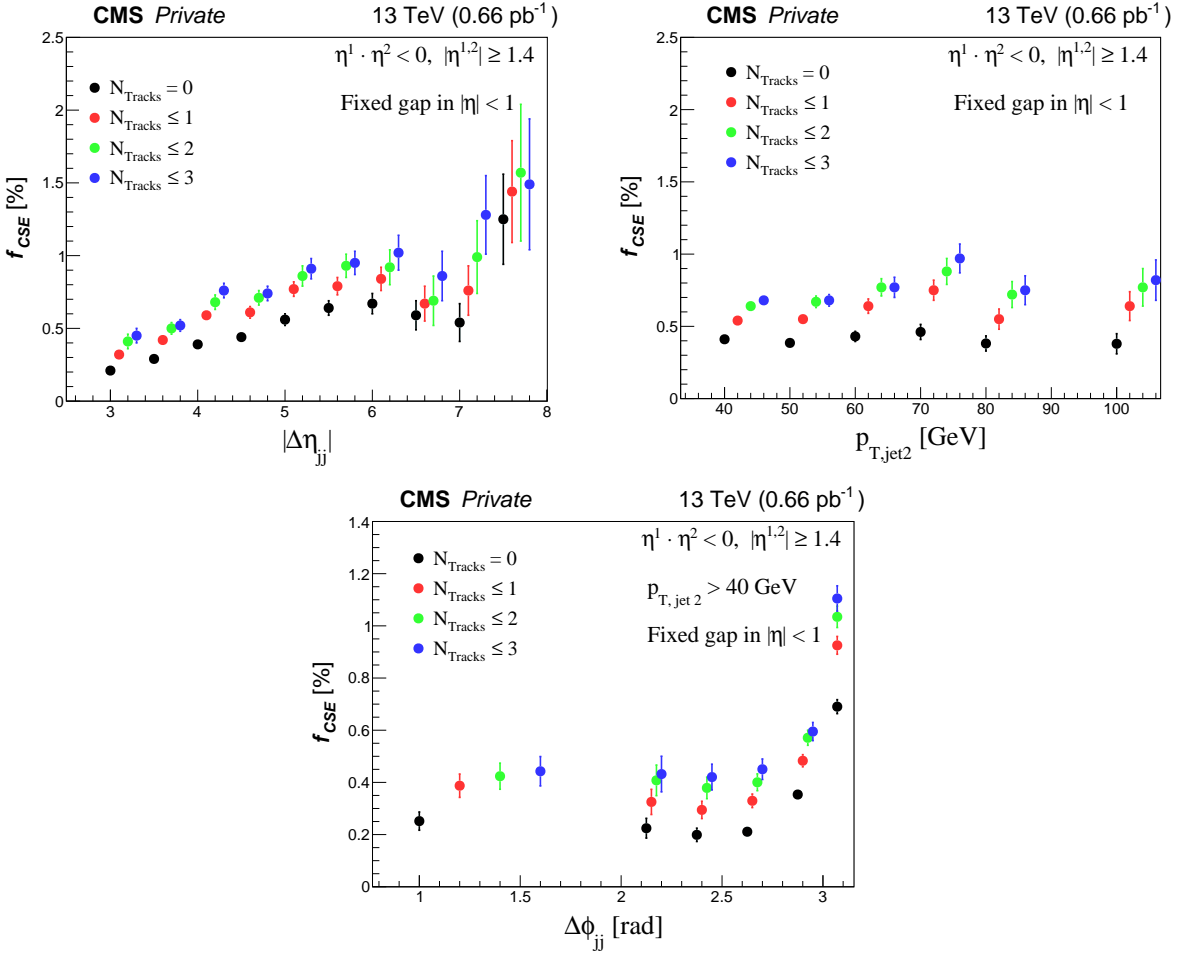 CMS Private 13 TeV (0.66 pb⁻¹)
η¹ · η² < 0, |η¹,²| ≥ 1.4
Fixed gap in |η| < 1
N_Tracks = 0
N_Tracks ≤ 1
N_Tracks ≤ 2
N_Tracks ≤ 3
f_CSE [%]
2.5
2
1.5
1
0.5
0
3 4 5 6 7 8
|Δη_jj|
CMS Private 13 TeV (0.66 pb⁻¹)
η¹ · η² < 0, |η¹,²| ≥ 1.4
Fixed gap in |η| < 1
N_Tracks = 0
N_Tracks ≤ 1
N_Tracks ≤ 2
N_Tracks ≤ 3
f_CSE [%]
2.5
2
1.5
1
0.5
0
40 50 60 70 80 90 100
p_T,jet2 [GeV]
CMS Private 13 TeV (0.66 pb⁻¹)
η¹ · η² < 0, |η¹,²| ≥ 1.4
p_T, jet 2 > 40 GeV
Fixed gap in |η| < 1
N_Tracks = 0
N_Tracks ≤ 1
N_Tracks ≤ 2
N_Tracks ≤ 3
f_CSE [%]
1.4
1.2
1
0.8
0.6
0.4
0.2
0
1 1.5 2 2.5 3
Δϕ_jj [rad]